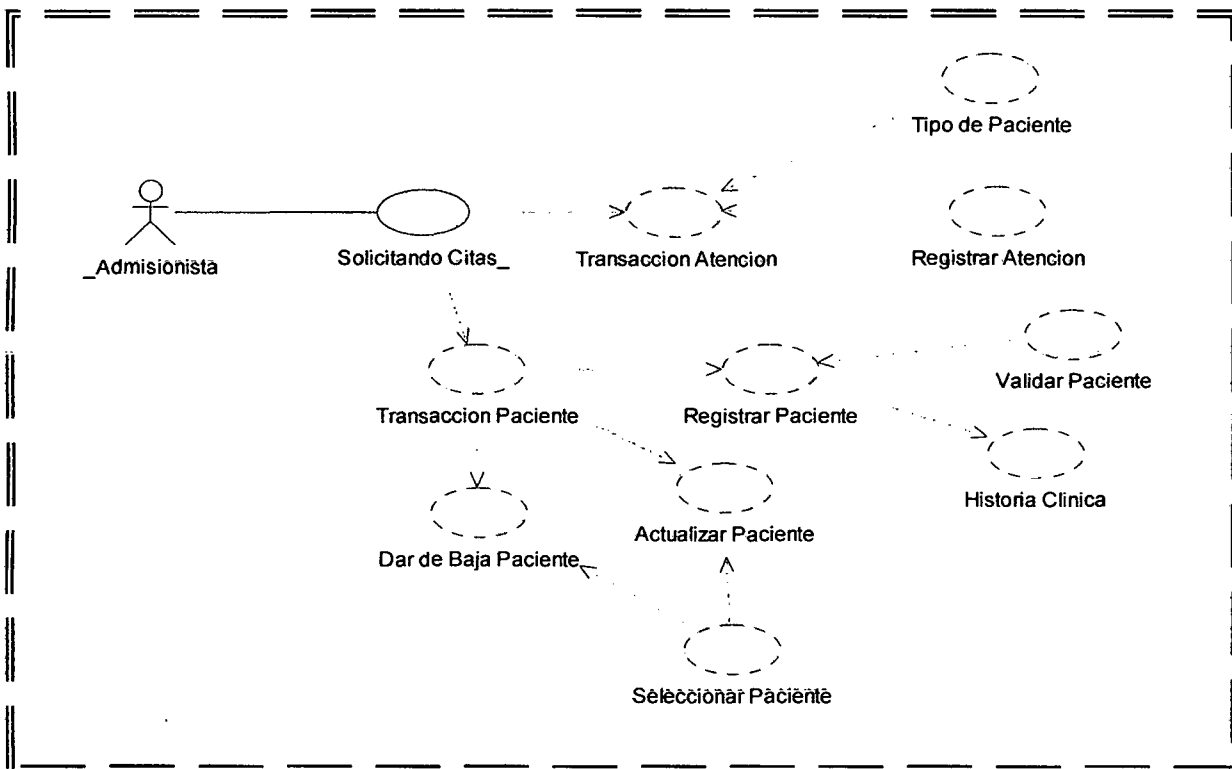 Tipo de Paciente
_Admisionista
Solicitando Citas_
Transaccion Atencion
Registrar Atencion
Validar Paciente
Transaccion Paciente
Registrar Paciente
Historia Clinica
Actualizar Paciente
Dar de Baja Paciente
Seleccionar Paciente